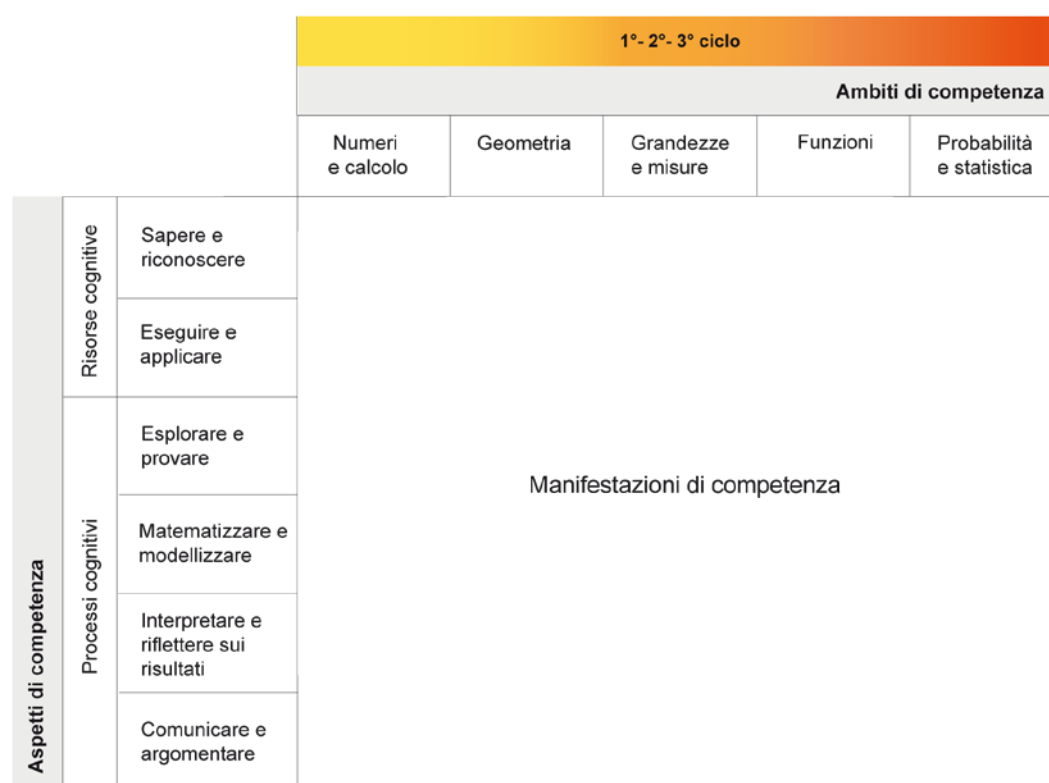 1°- 2°- 3° ciclo
Ambiti di competenza
Numeri
e calcolo
Geometria
Grandezze
e misure
Funzioni
Probabilità
e statistica
Aspetti di competenza
Risorse cognitive
Sapere e
riconoscere
Eseguire e
applicare
Processi cognitivi
Esplorare e
provare
Matematizzare e
modellizzare
Interpretare e
riflettere sui
risultati
Comunicare e
argomentare
Manifestazioni di competenza